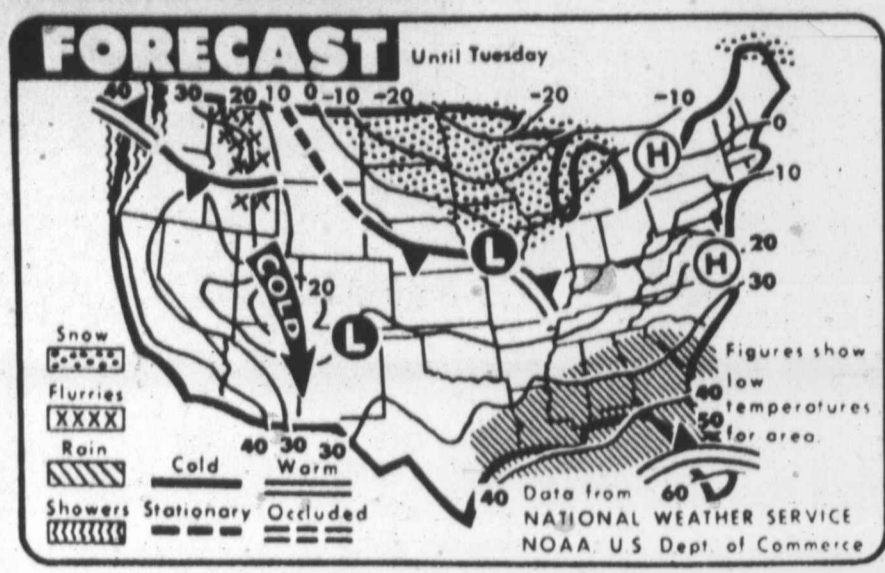 FORECAST Until Tuesday
40 30 20 10 0 -10 -20 -20 -10
0
H
10
20
L
H
COLD
20
30
L
Snow
Figures show
low
Flurries
40
temperatures
XXXX
50
for area.
Rain
40 30 30
Cold Warm
40 Data from 60
Showers Stationary Occluded
NATIONAL WEATHER SERVICE
NOAA U S Dept. of Commerce